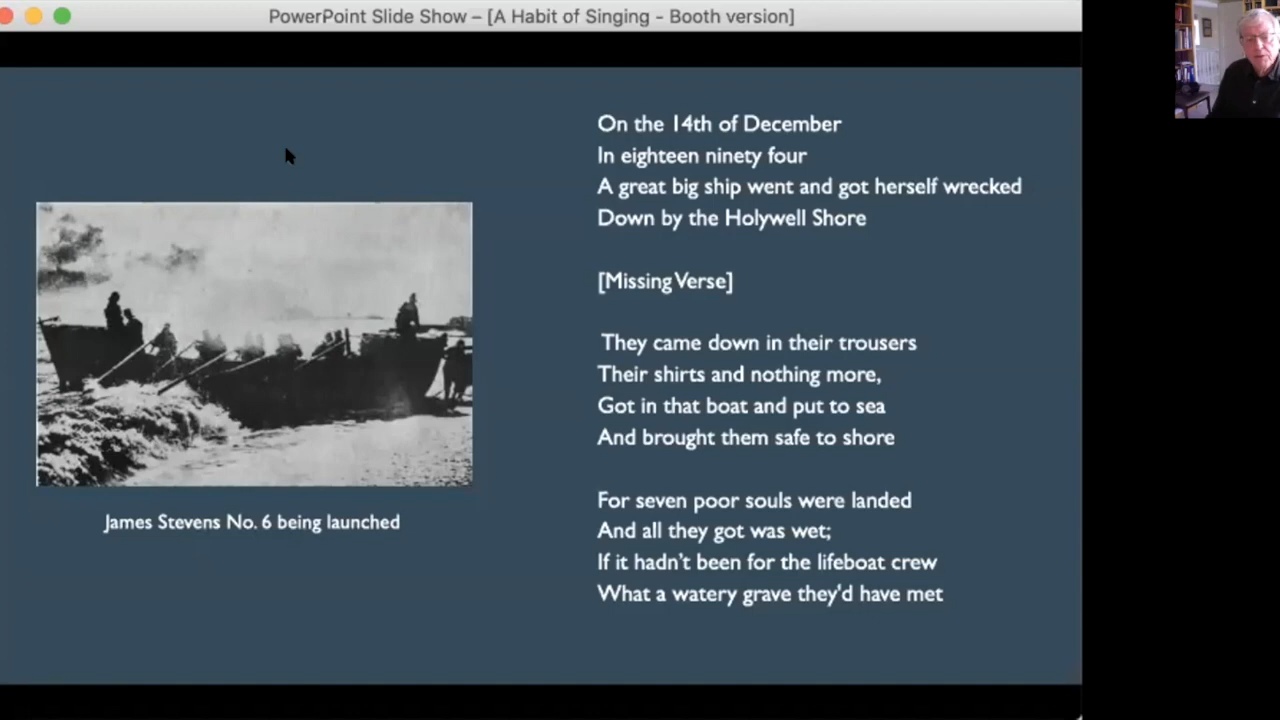 PowerPoint Slide Show – [A Habit of Singing - Booth version]
On the 14th of December
In eighteen ninety four
A great big ship went and got herself wrecked
Down by the Holywell Shore
[Missing Verse]
They came down in their trousers
Their shirts and nothing more,
Got in that boat and put to sea
And brought them safe to shore
For seven poor souls were landed
And all they got was wet;
If it hadn't been for the lifeboat crew
What a watery grave they'd have met
James Stevens No. 6 being launched